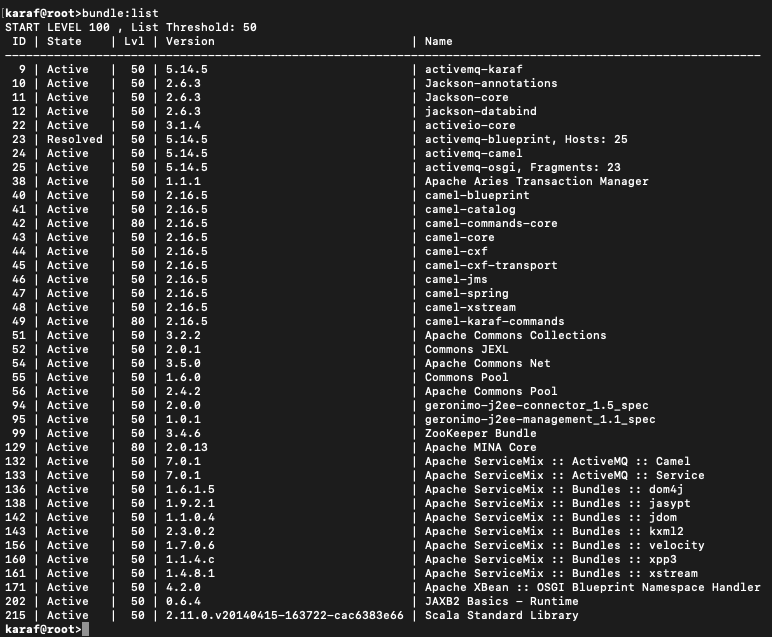 karaf@root>bundle:list
START LEVEL 100 , List Threshold: 50
 ID | State    | Lvl | Version                           | Name
  9 | Active   |  50 | 5.14.5                            | activemq-karaf
 10 | Active   |  50 | 2.6.3                             | Jackson-annotations
 11 | Active   |  50 | 2.6.3                             | Jackson-core
 12 | Active   |  50 | 2.6.3                             | jackson-databind
 22 | Active   |  50 | 3.1.4                             | activeio-core
 23 | Resolved |  50 | 5.14.5                            | activemq-blueprint, Hosts: 25
 24 | Active   |  50 | 5.14.5                            | activemq-camel
 25 | Active   |  50 | 5.14.5                            | activemq-osgi, Fragments: 23
 38 | Active   |  50 | 1.1.1                             | Apache Aries Transaction Manager
 40 | Active   |  50 | 2.16.5                            | camel-blueprint
 41 | Active   |  50 | 2.16.5                            | camel-catalog
 42 | Active   |  80 | 2.16.5                            | camel-commands-core
 43 | Active   |  50 | 2.16.5                            | camel-core
 44 | Active   |  50 | 2.16.5                            | camel-cxf
 45 | Active   |  50 | 2.16.5                            | camel-cxf-transport
 46 | Active   |  50 | 2.16.5                            | camel-jms
 47 | Active   |  50 | 2.16.5                            | camel-spring
 48 | Active   |  50 | 2.16.5                            | camel-xstream
 49 | Active   |  80 | 2.16.5                            | camel-karaf-commands
 51 | Active   |  50 | 3.2.2                             | Apache Commons Collections
 52 | Active   |  50 | 2.0.1                             | Commons JEXL
 54 | Active   |  50 | 3.5.0                             | Apache Commons Net
 55 | Active   |  50 | 1.6.0                             | Commons Pool
 56 | Active   |  50 | 2.4.2                             | Apache Commons Pool
 94 | Active   |  50 | 2.0.0                             | geronimo-j2ee-connector_1.5_spec
 95 | Active   |  50 | 1.0.1                             | geronimo-j2ee-management_1.1_spec
 99 | Active   |  50 | 3.4.6                             | ZooKeeper Bundle
129 | Active   |  80 | 2.0.13                            | Apache MINA Core
132 | Active   |  50 | 7.0.1                             | Apache ServiceMix :: ActiveMQ :: Camel
133 | Active   |  50 | 7.0.1                             | Apache ServiceMix :: ActiveMQ :: Service
136 | Active   |  50 | 1.6.1.5                           | Apache ServiceMix :: Bundles :: dom4j
138 | Active   |  50 | 1.9.2.1                           | Apache ServiceMix :: Bundles :: jasypt
142 | Active   |  50 | 1.1.0.4                           | Apache ServiceMix :: Bundles :: jdom
143 | Active   |  50 | 2.3.0.2                           | Apache ServiceMix :: Bundles :: kxml2
156 | Active   |  50 | 1.7.0.6                           | Apache ServiceMix :: Bundles :: velocity
160 | Active   |  50 | 1.1.4.c                           | Apache ServiceMix :: Bundles :: xpp3
161 | Active   |  50 | 1.4.8.1                           | Apache ServiceMix :: Bundles :: xstream
171 | Active   |  50 | 4.2.0                             | Apache XBean :: OSGI Blueprint Namespace Handler
202 | Active   |  50 | 0.6.4                             | JAXB2 Basics - Runtime
215 | Active   |  50 | 2.11.0.v20140415-163722-cac6383e66 | Scala Standard Library
karaf@root>